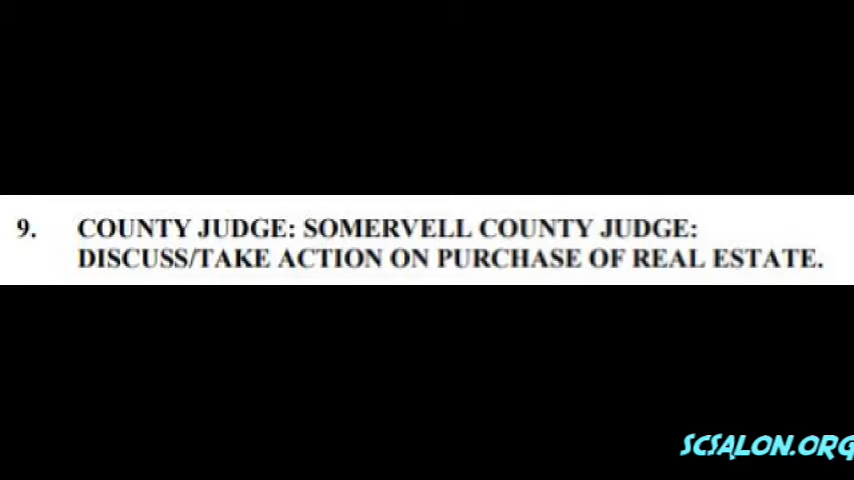 9. COUNTY JUDGE: SOMERVELL COUNTY JUDGE:
DISCUSS/TAKE ACTION ON PURCHASE OF REAL ESTATE.
SCSALON.ORG